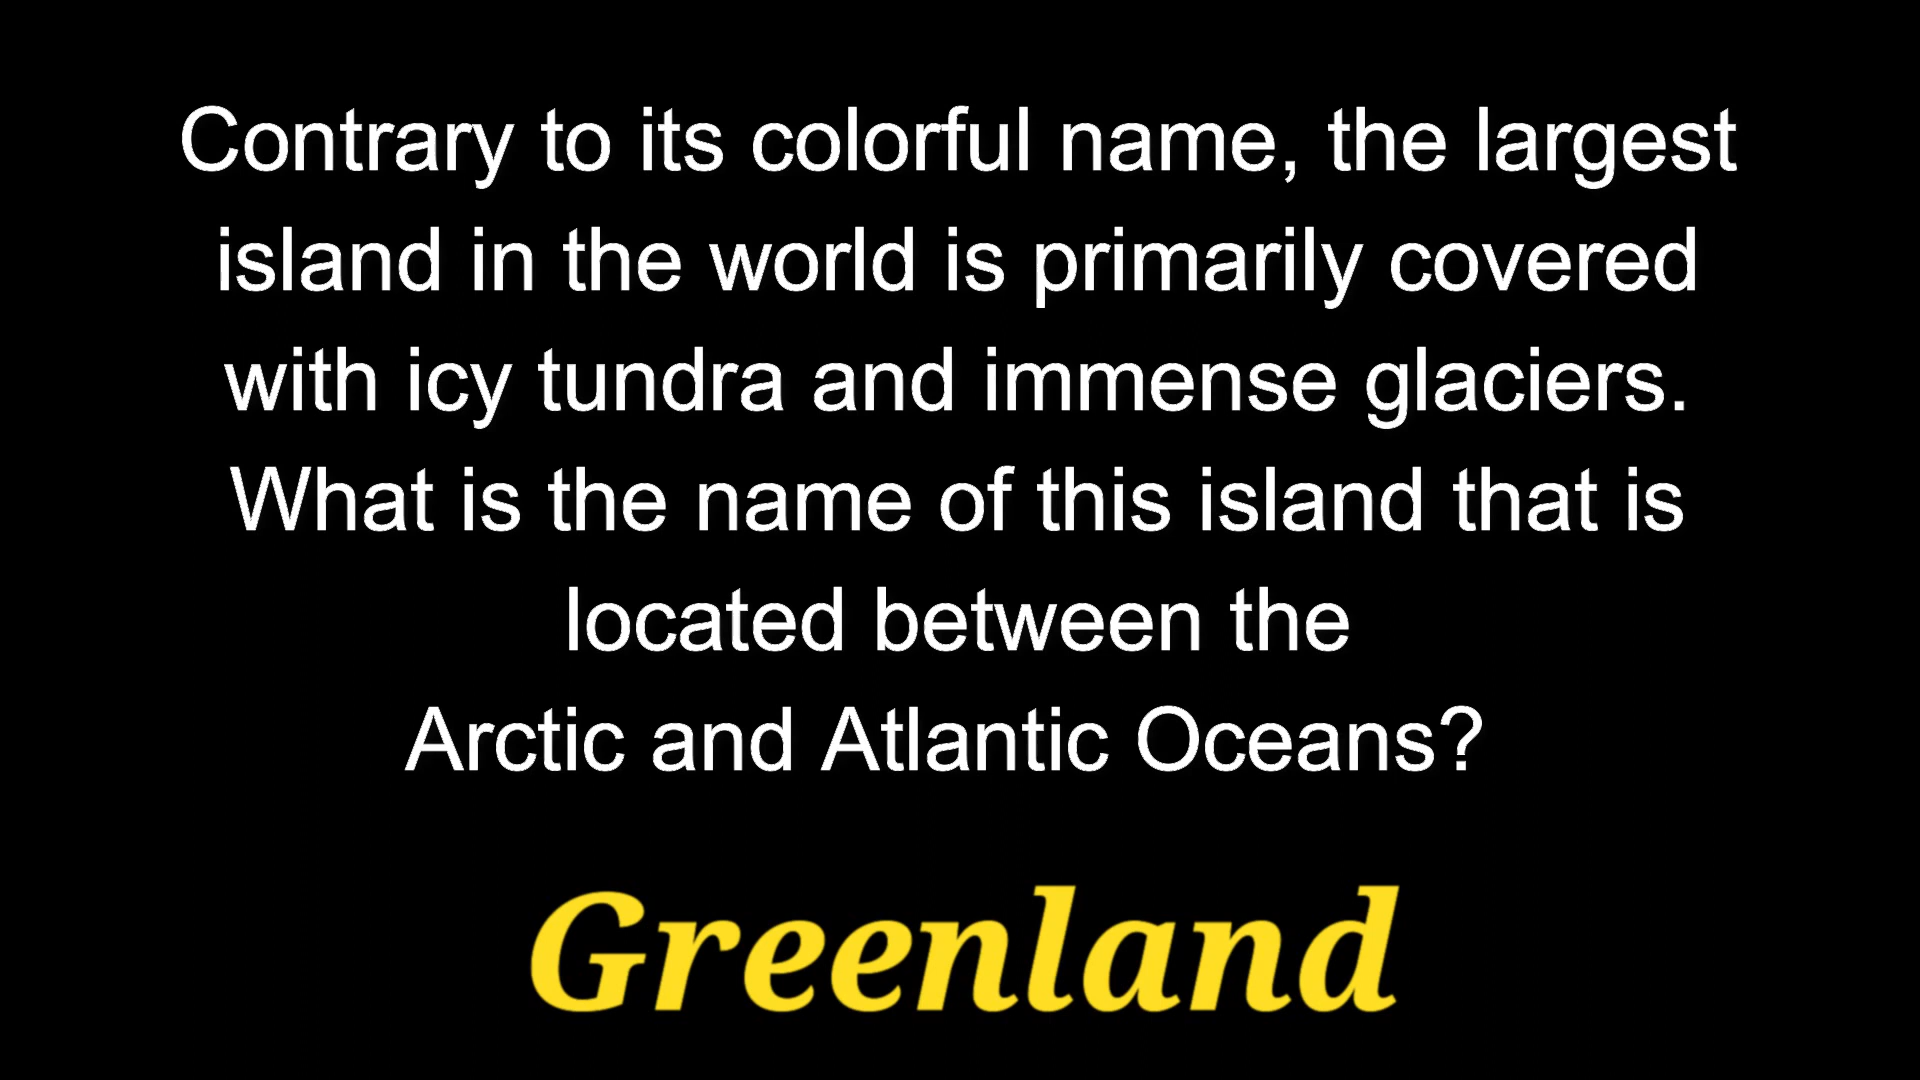 Contrary to its colorful name, the largest
island in the world is primarily covered
with icy tundra and immense glaciers.
What is the name of this island that is
located between the
Arctic and Atlantic Oceans?
Greenland